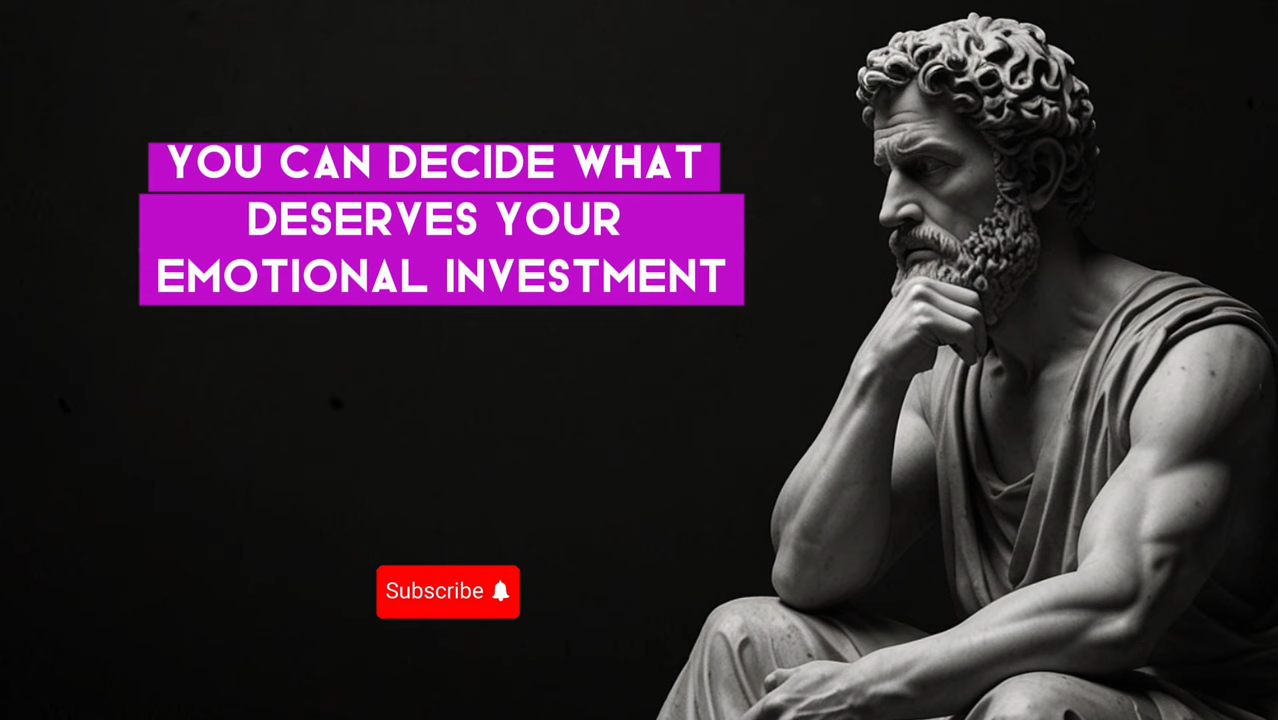 YOU CAN DECIDE WHAT
DESERVES YOUR
EMOTIONAL INVESTMENT
Subscribe